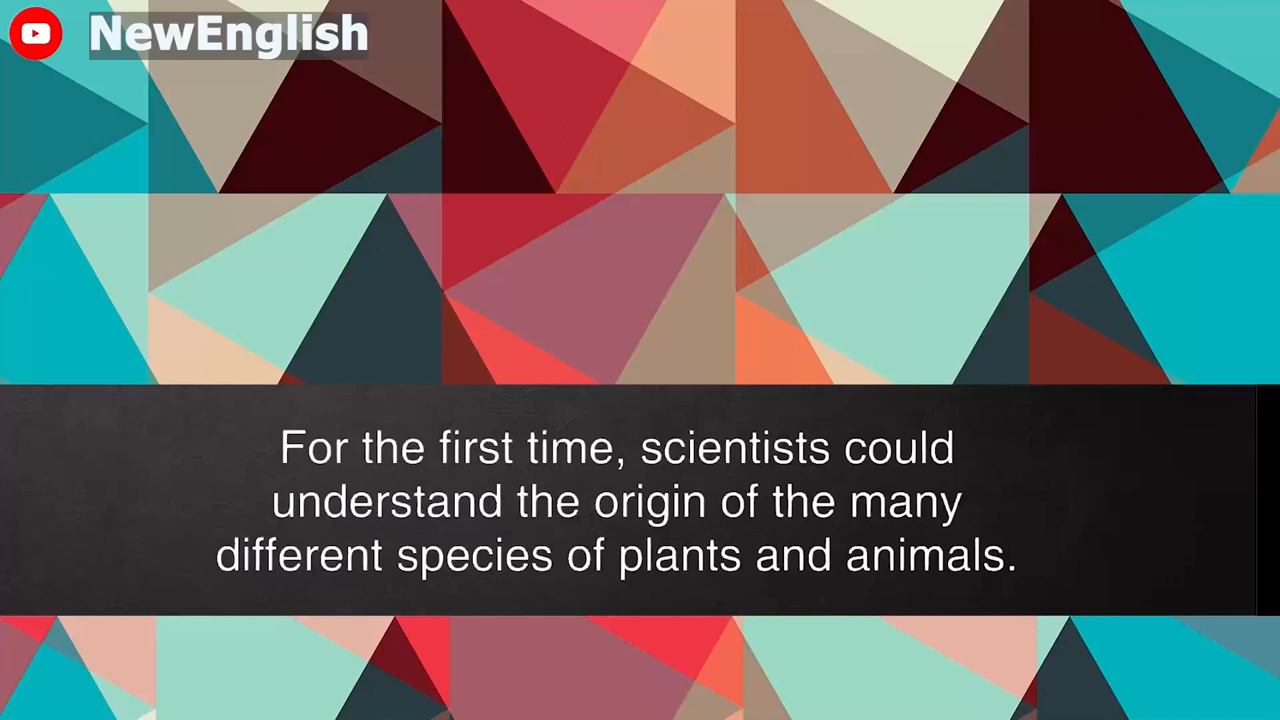 NewEnglish
For the first time, scientists could
understand the origin of the many
different species of plants and animals.